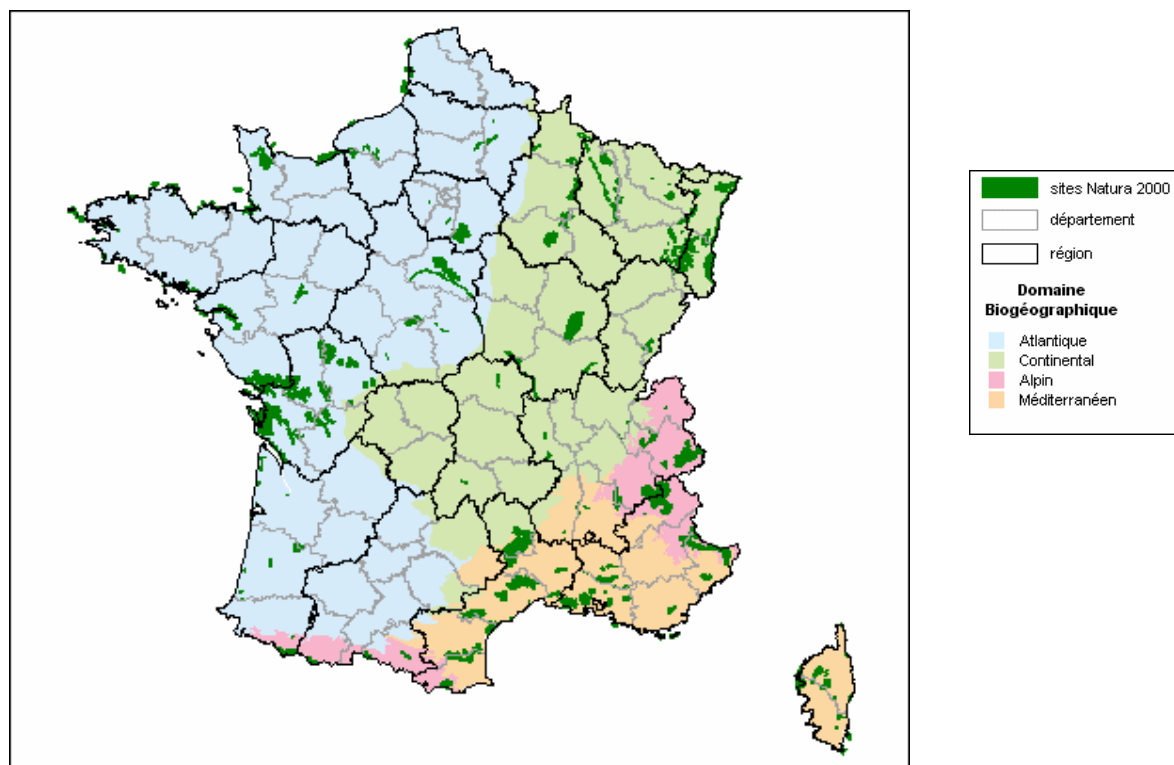 sites Natura 2000
département
région
Domaine
Biogéographique
Atlantique
Continental
Alpin
Méditerranéen